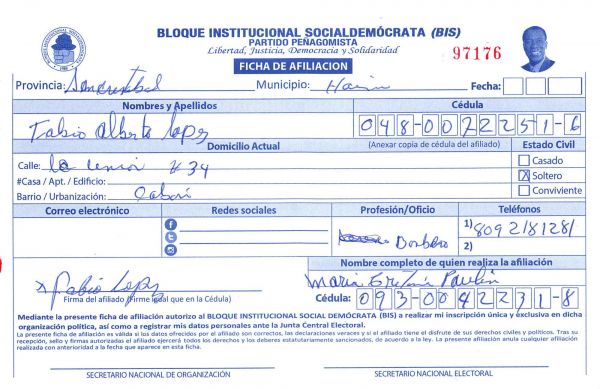 BLOQUE INSTITUCIONAL SOCIALDEMÓCRATA (BIS)
PARTIDO PEÑAGOMISTA
Libertad, Justicia, Democracia y Solidaridad
97176
FICHA DE AFILIACION
Provincia: San cristobal Municipio: Haina Fecha:
Nombres y Apellidos Cédula
Fabio Alberto Lopez 048-0072251-6
Domicilio Actual (Anexar copia de cédula del afiliado) Estado Civil
Calle: la union # 34 Casado
#Casa / Apt. / Edificio: X Soltero
Barrio / Urbanización: Conviviente
Correo electrónico Redes sociales Profesión/Oficio Teléfonos
1) 8092181281
2)
Nombre completo de quien realiza la afiliación
x Fabio Lopez Maria
Firma del afiliado (Firme igual que en la Cédula)
Cédula: 093-0042231-8
Mediante la presente ficha de afiliación autorizo al BLOQUE INSTITUCIONAL SOCIAL DEMÓCRATA (BIS) a realizar mi inscripción única y exclusiva en dicha
organización política, así como a registrar mis datos personales ante la Junta Central Electoral.
La presente ficha de afiliación es válida si los datos ofrecidos por el afiliado son correctos, las declaraciones veraces y si el afiliado tiene el disfrute de sus derechos civiles y políticos. Tras su
recepción, sello y firmas autorizadas el afiliado ejercerá todos los derechos y los deberes estatutariamente sancionados, de acuerdo a la ley. La presente afiliación anula cualquier afiliación
realizada con anterioridad a la fecha que aparece en esta ficha.
SECRETARIO NACIONAL DE ORGANIZACIÓN SECRETARIO NACIONAL ELECTORAL